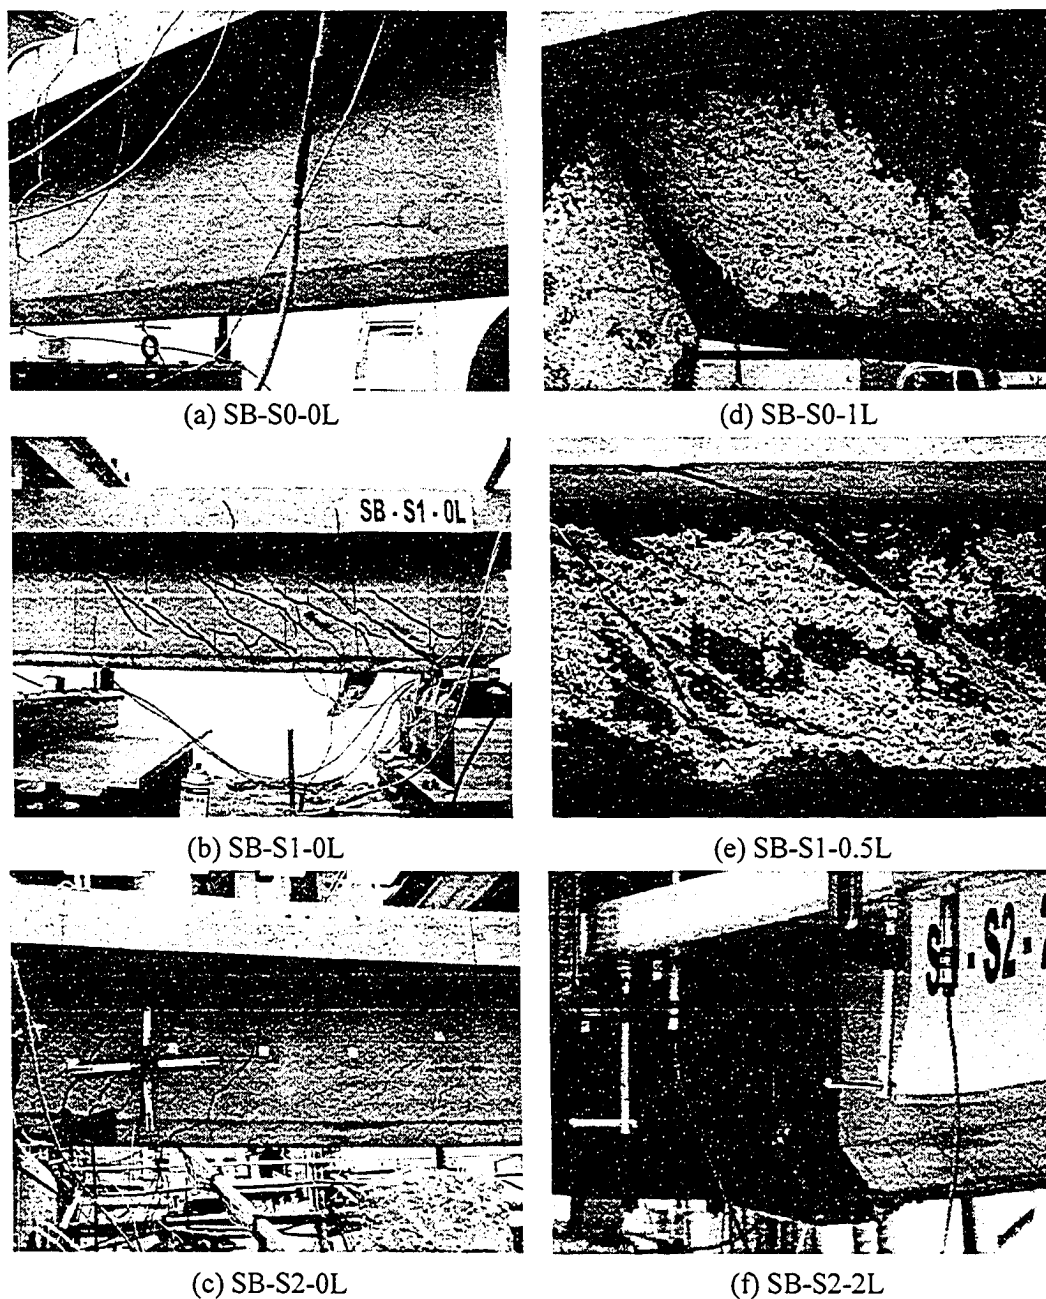 (a) SB-S0-0L
(d) SB-S0-1L
SB - S1 - 0L
(b) SB-S1-0L
(e) SB-S1-0.5L
(c) SB-S2-0L
(f) SB-S2-2L